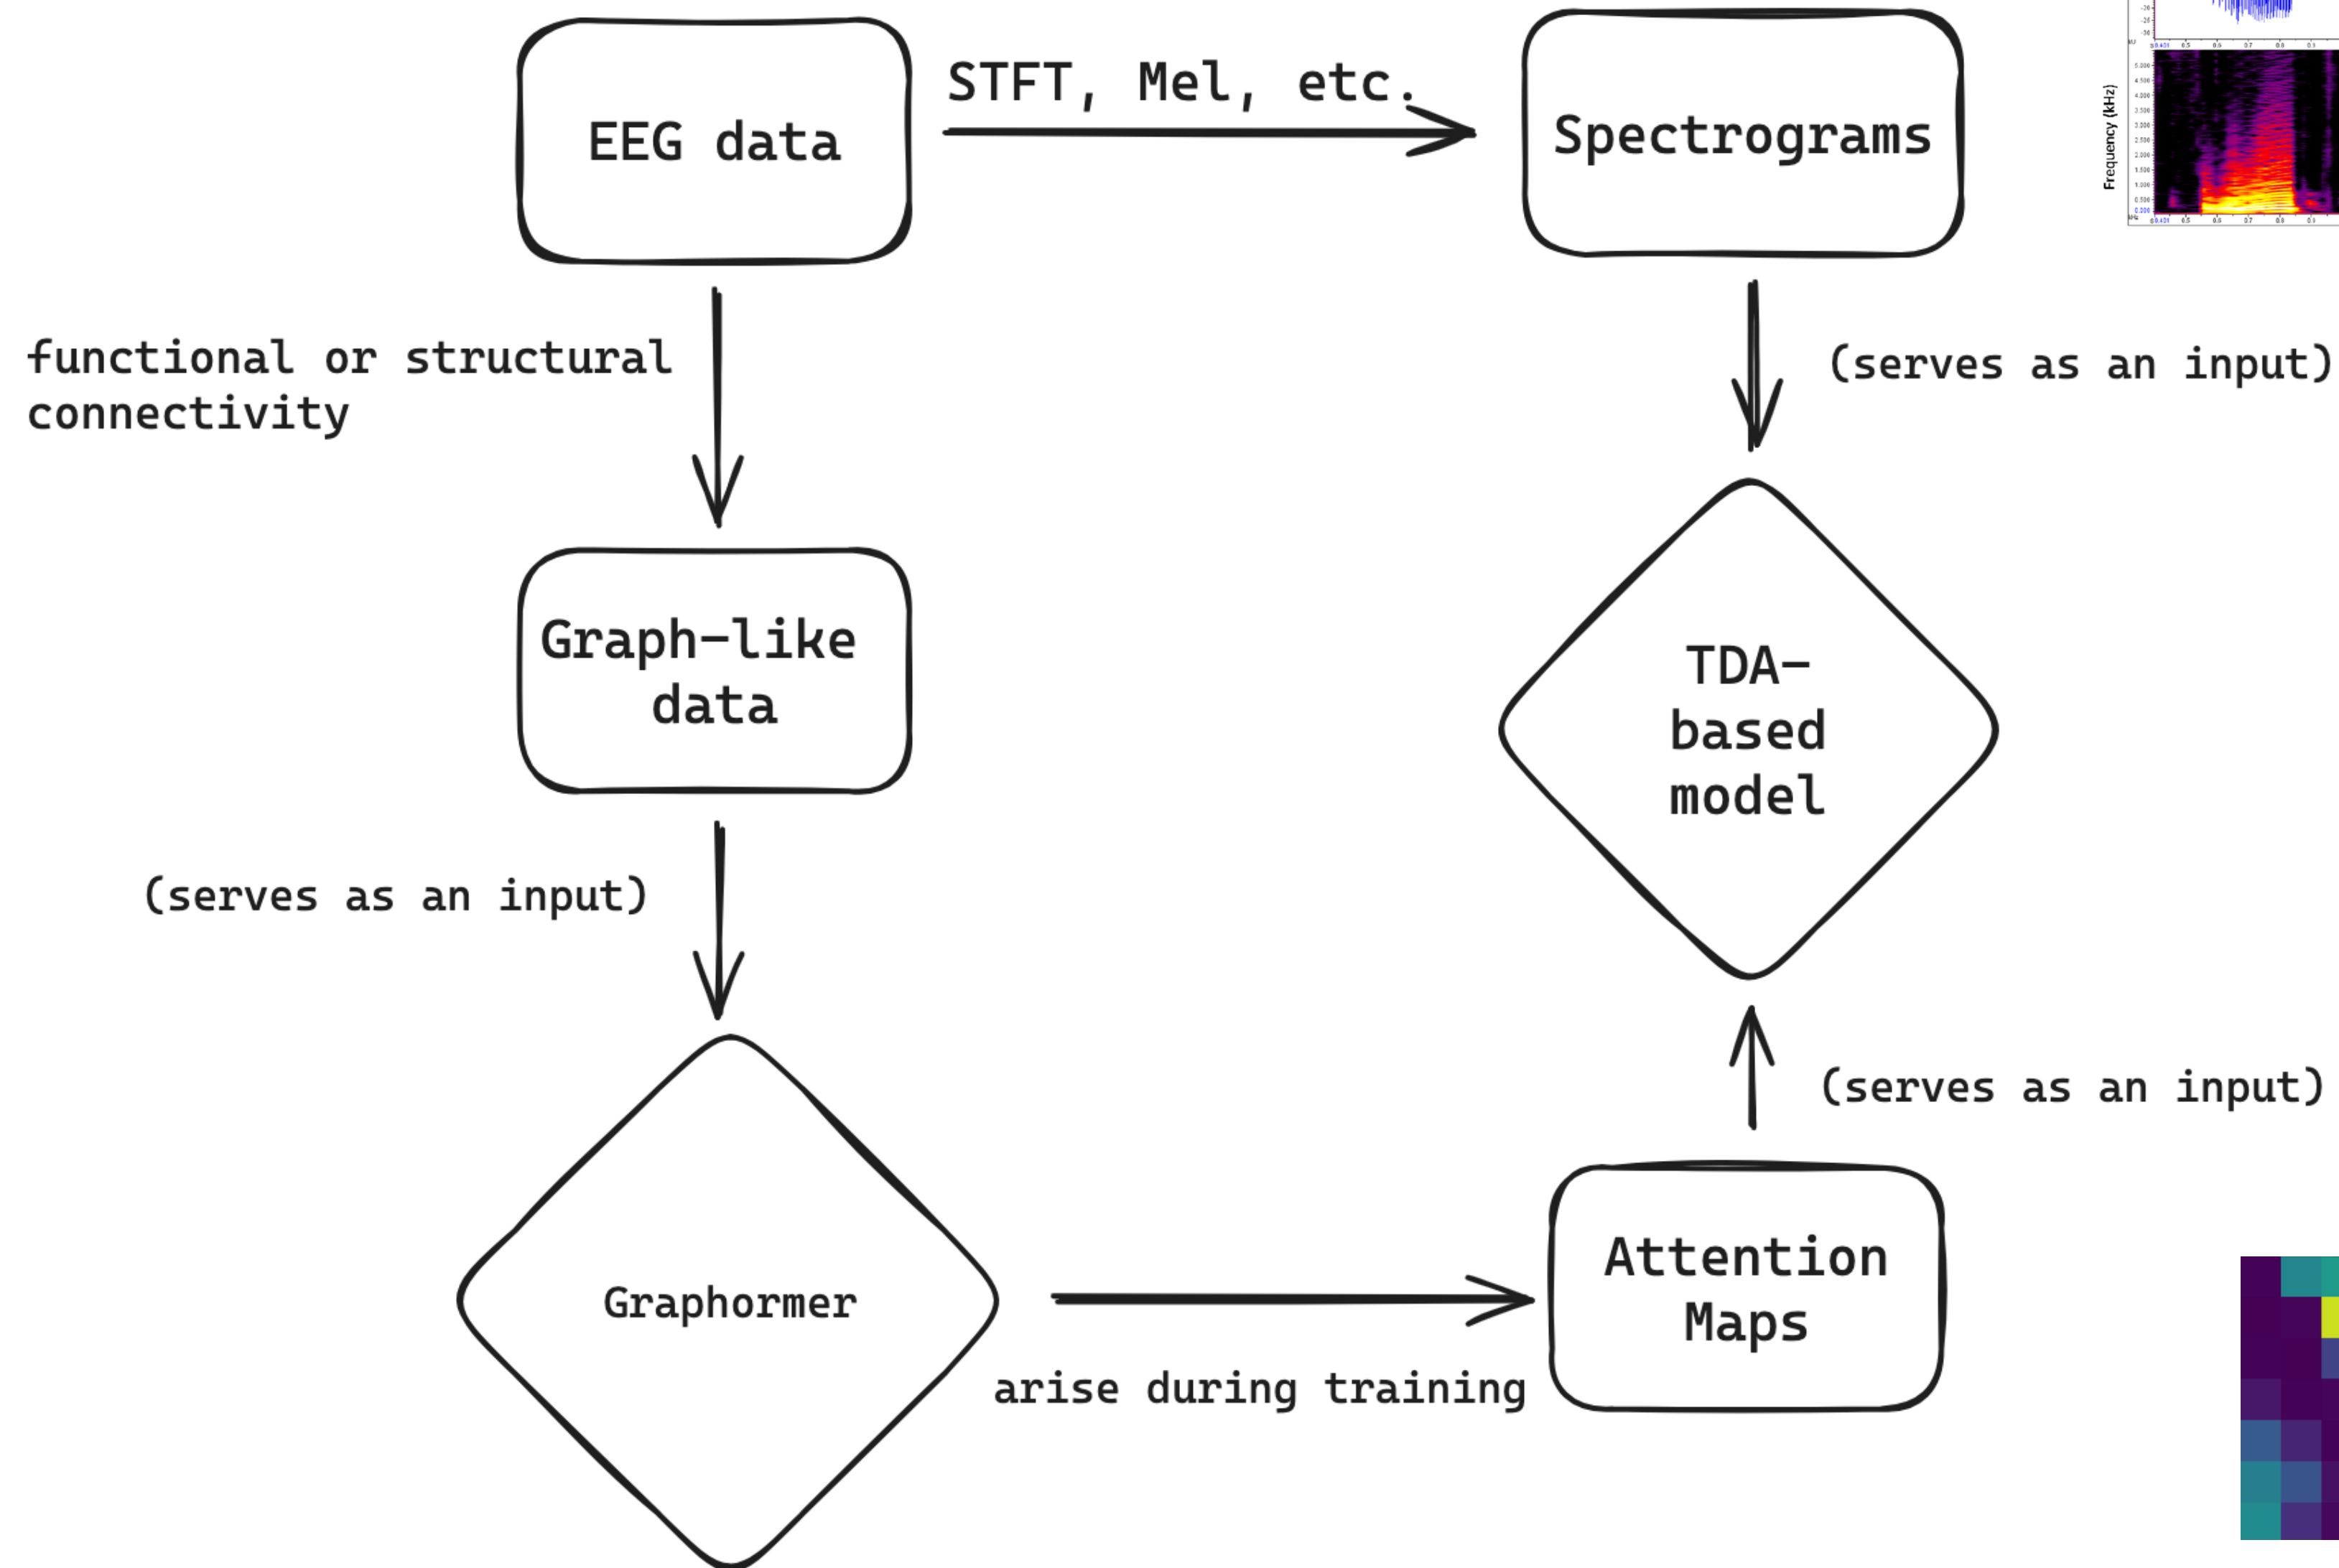 EEG data
STFT, Mel, etc.
Spectrograms
Frequency (kHz)
functional or structural
connectivity
(serves as an input)
Graph-like
data
TDA-
based
model
(serves as an input)
(serves as an input)
Graphormer
arise during training
Attention
Maps